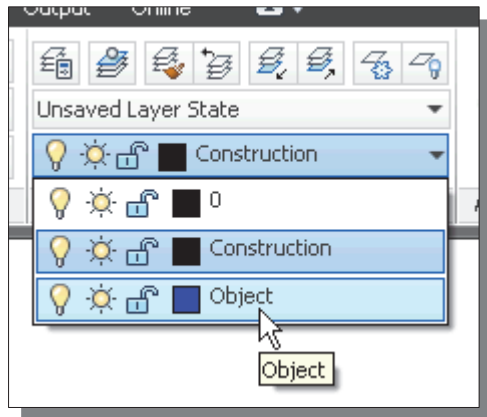 Output Online
Unsaved Layer State
Construction
0
Construction
Object
Object